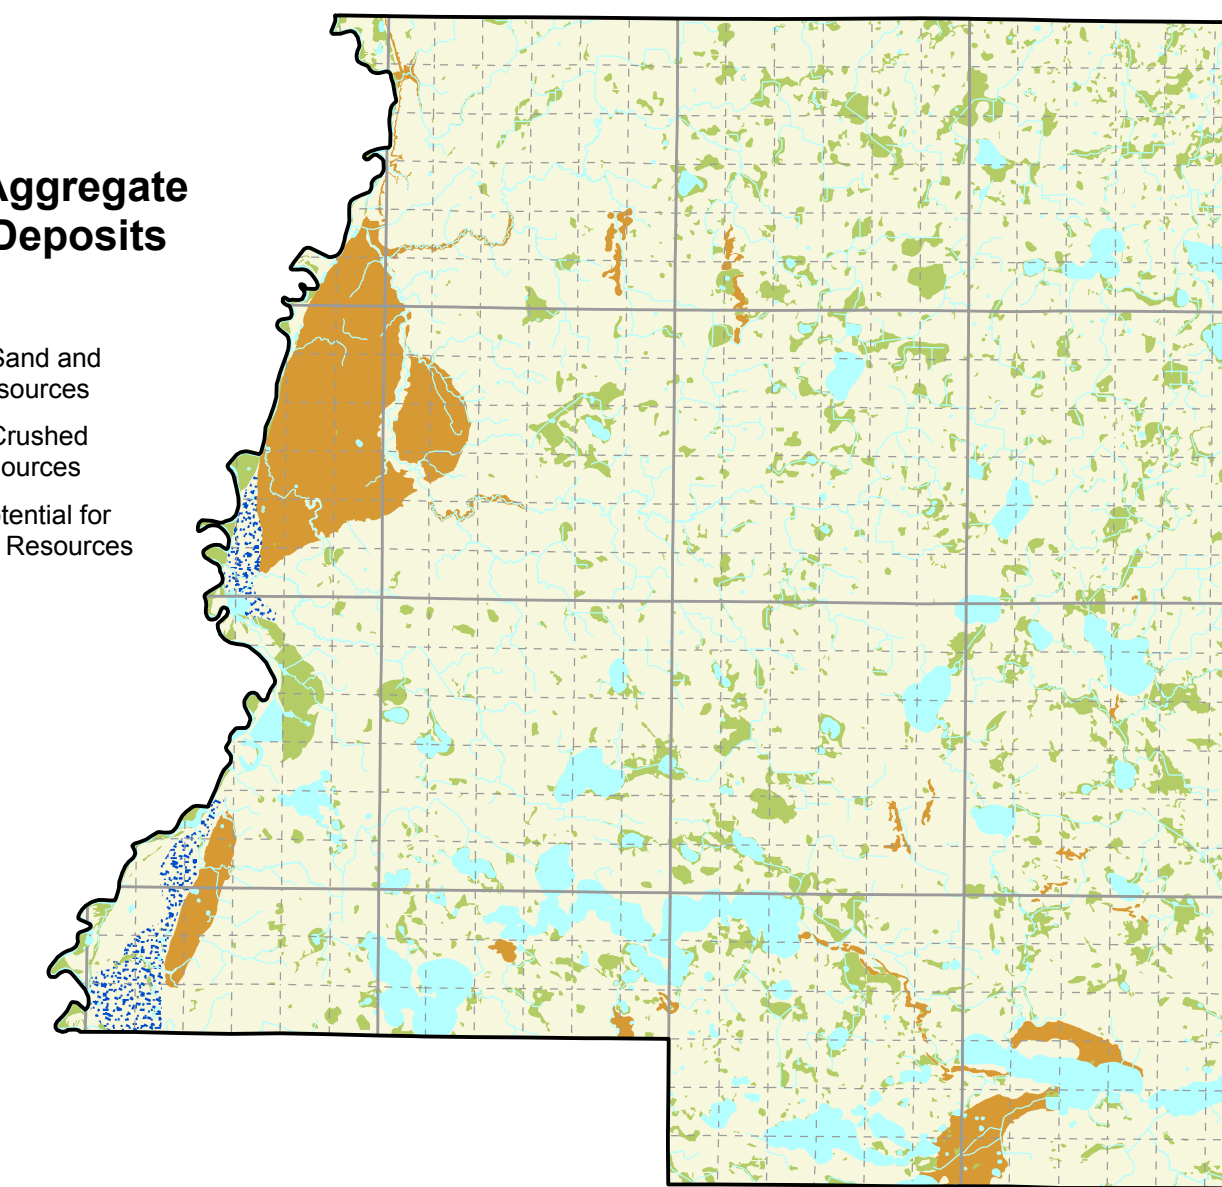 Aggregate
Deposits
Sand and
sources
Crushed
ources
tential for
Resources